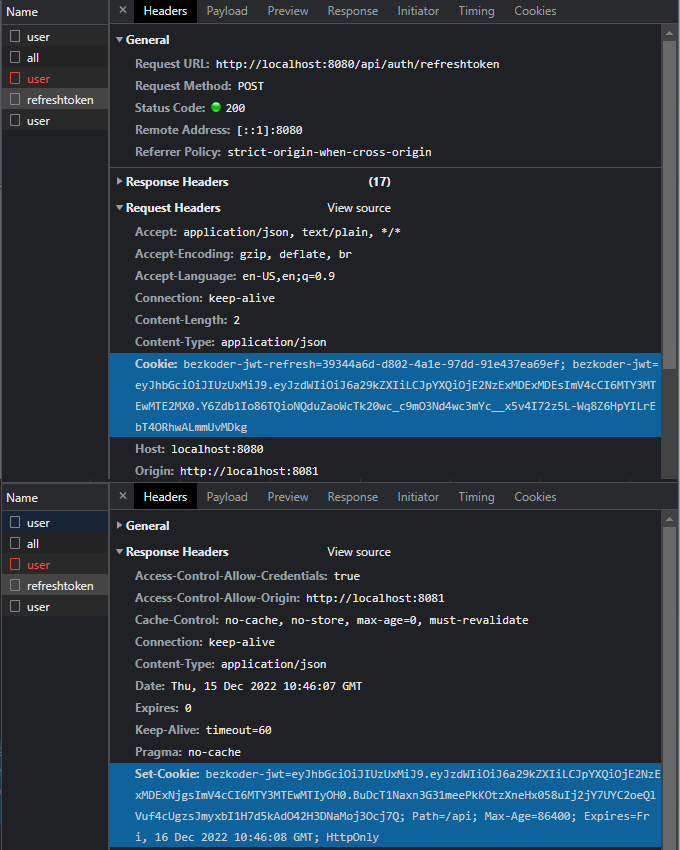 Name × Headers Payload Preview Response Initiator Timing Cookies
user
all
user
refreshtoken
user
General
Request URL: http://localhost:8080/api/auth/refreshtoken
Request Method: POST
Status Code: 200
Remote Address: [::1]:8080
Referrer Policy: strict-origin-when-cross-origin
Response Headers (17)
Request Headers View source
Accept: application/json, text/plain, */*
Accept-Encoding: gzip, deflate, br
Accept-Language: en-US,en;q=0.9
Connection: keep-alive
Content-Length: 2
Content-Type: application/json
Cookie: bezkoder-jwt-refresh=39344a6d-d802-4a1e-97dd-91e437ea69ef; bezkoder-jwt=
eyJhbGciOiJIUzUxMiJ9.eyJzdWIiOiJ6a29kZXIiLCJpYXQiOjE2NzExMDExMDEsImV4cCI6MTY3MT
EwMTE2MX0.Y6Zdb1Io86TQioNQduZaoWcTk20wc_c9mO3Nd4wc3mYc__x5v4I72z5L-Wq8Z6HpYILrE
bT4ORhwALmmUvMDkg
Host: localhost:8080
Origin: http://localhost:8081
Name × Headers Payload Preview Response Initiator Timing Cookies
user
all
user
refreshtoken
user
General
Response Headers View source
Access-Control-Allow-Credentials: true
Access-Control-Allow-Origin: http://localhost:8081
Cache-Control: no-cache, no-store, max-age=0, must-revalidate
Connection: keep-alive
Content-Type: application/json
Date: Thu, 15 Dec 2022 10:46:07 GMT
Expires: 0
Keep-Alive: timeout=60
Pragma: no-cache
Set-Cookie: bezkoder-jwt=eyJhbGciOiJIUzUxMiJ9.eyJzdWIiOiJ6a29kZXIiLCJpYXQiOjE2NzE
xMDExNjgsImV4cCI6MTY3MTEwMTIyOH0.BuDcT1Naxn3G31meePkKOtzXneHx058uIj2jY7UYC2oeQl
Vuf4cUgzsJmyxbI1H7d5kAdO42H3DNaMoj3Ocj7Q; Path=/api; Max-Age=86400; Expires=Fr
i, 16 Dec 2022 10:46:08 GMT; HttpOnly